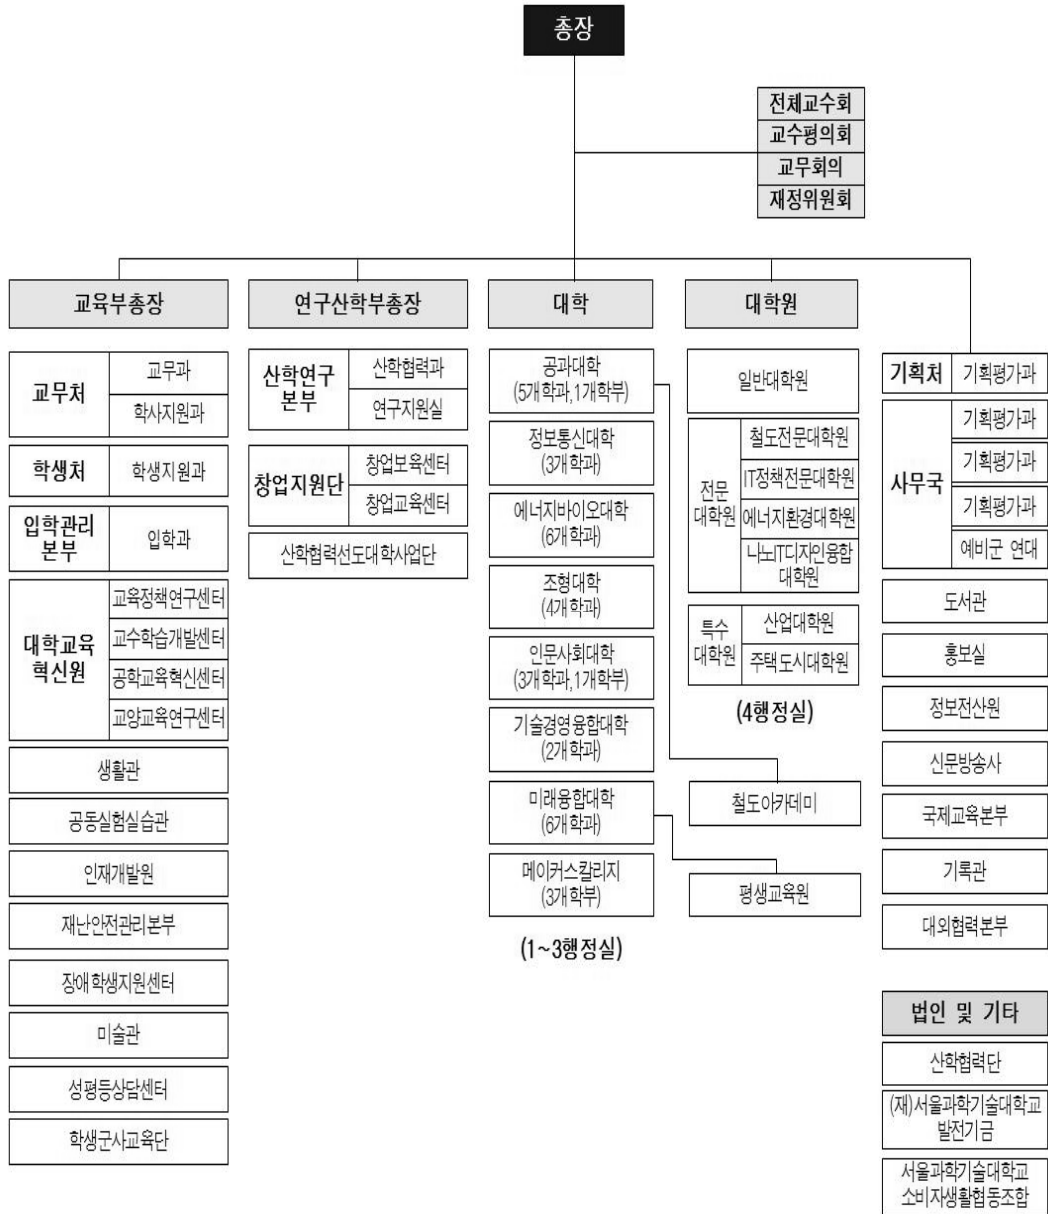 총장
전체교수회
교수평의회
교무회의
재정위원회
교육부총장
교무처
교무과
학사지원과
학생처
학생지원과
입학관리
본부
입학과
대학교육
혁신원
교육정책연구센터
교수학습개발센터
공학교육혁신센터
교양교육연구센터
생활관
공동실험실습관
인재개발원
재난안전관리본부
장애학생지원센터
미술관
성평등상담센터
학생군사교육단
연구산학부총장
산학연구
본부
산학협력과
연구지원실
창업지원단
창업보육센터
창업교육센터
산학협력선도대학사업단
대학
공과대학
(5개학과,1개학부)
정보통신대학
(3개학과)
에너지바이오대학
(6개학과)
조형대학
(4개학과)
인문사회대학
(3개학과,1개학부)
기술경영융합대학
(2개학과)
미래융합대학
(6개학과)
메이커스칼리지
(3개학부)
(1~3행정실)
대학원
일반대학원
전문
대학원
철도전문대학원
IT정책전문대학원
에너지환경대학원
나노IT디자인융합
대학원
특수
대학원
산업대학원
주택도시대학원
(4행정실)
철도아카데미
평생교육원
기획처
기획평가과
사무국
기획평가과
기획평가과
기획평가과
예비군 연대
도서관
홍보실
정보전산원
신문방송사
국제교육본부
기록관
대외협력본부
법인 및 기타
산학협력단
(재)서울과학기술대학교
발전기금
서울과학기술대학교
소비자생활협동조합